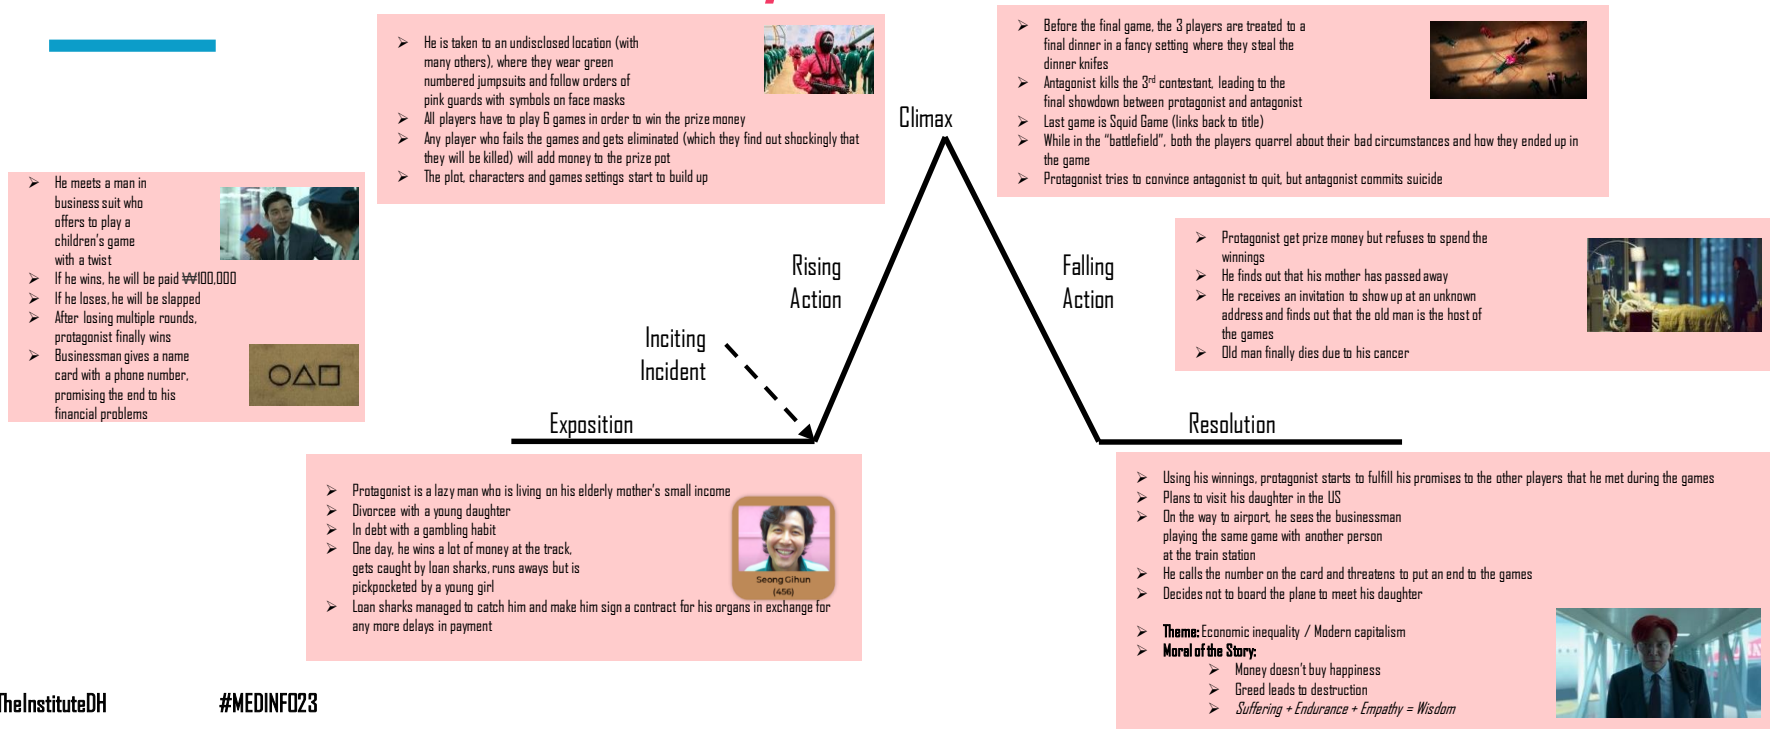 He is taken to an undisclosed location (with
many others), where they wear green
numbered jumpsuits and follow orders of
pink guards with symbols on face masks
All players have to play 6 games in order to win the prize money
Any player who fails the games and gets eliminated (which they find out shockingly that
they will be killed) will add money to the prize pot
The plot, characters and games settings start to build up
Before the final game, the 3 players are treated to a
final dinner in a fancy setting where they steal the
dinner knifes
Antagonist kills the 3rd contestant, leading to the
final showdown between protagonist and antagonist
Last game is Squid Game (links back to title)
While in the "battlefield", both the players quarrel about their bad circumstances and how they ended up in
the game
Protagonist tries to convince antagonist to quit, but antagonist commits suicide
Climax
He meets a man in
business suit who
offers to play a
children's game
with a twist
If he wins, he will be paid ₩100,000
If he loses, he will be slapped
After losing multiple rounds,
protagonist finally wins
Businessman gives a name
card with a phone number,
promising the end to his
financial problems
Protagonist get prize money but refuses to spend the
winnings
He finds out that his mother has passed away
He receives an invitation to show up at an unknown
address and finds out that the old man is the host of
the games
Old man finally dies due to his cancer
Rising
Action
Falling
Action
Inciting
Incident
Exposition
Resolution
Protagonist is a lazy man who is living on his elderly mother's small income
Divorcee with a young daughter
In debt with a gambling habit
One day, he wins a lot of money at the track,
gets caught by loan sharks, runs aways but is
pickpocketed by a young girl
Loan sharks managed to catch him and make him sign a contract for his organs in exchange for
any more delays in payment
Seong Gihun
(456)
Using his winnings, protagonist starts to fulfill his promises to the other players that he met during the games
Plans to visit his daughter in the US
On the way to airport, he sees the businessman
playing the same game with another person
at the train station
He calls the number on the card and threatens to put an end to the games
Decides not to board the plane to meet his daughter
Theme: Economic inequality / Modern capitalism
Moral of the Story:
Money doesn't buy happiness
Greed leads to destruction
Suffering + Endurance + Empathy = Wisdom
TheInstituteDH
#MEDINFO23